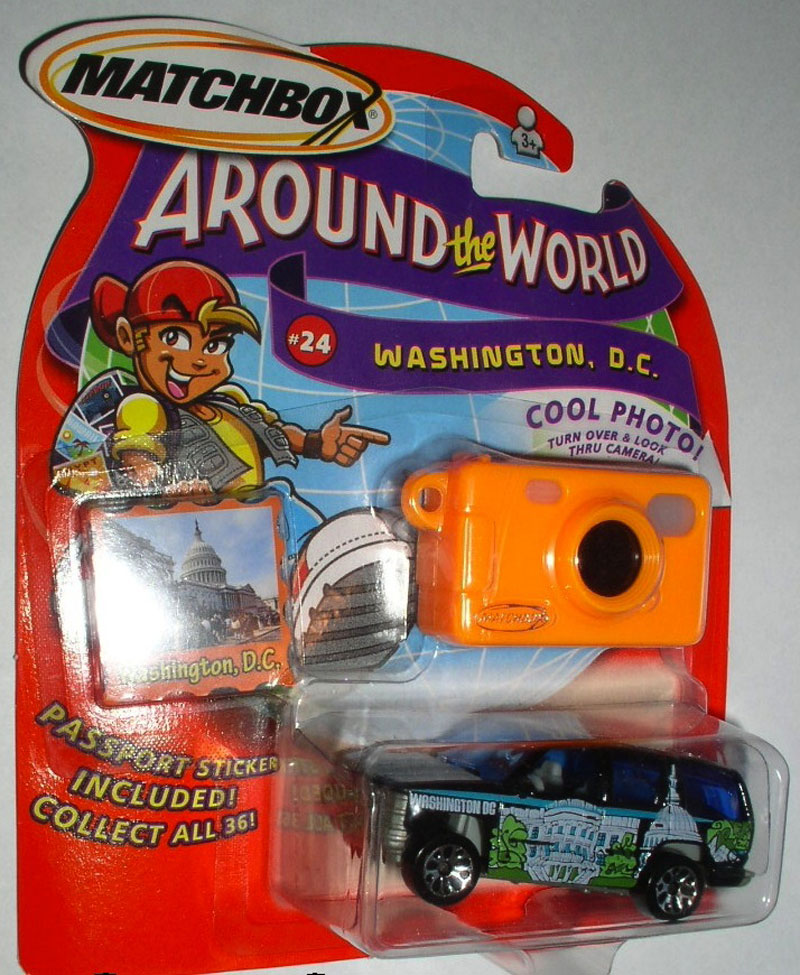 MATCHBOX®
3+
AROUND the WORLD
#24
WASHINGTON, D.C.
COOL PHOTO!
TURN OVER & LOOK
THRU CAMERA!
MATCHBOX
Washington, D.C.
PASSPORT STICKER
INCLUDED!
COLLECT ALL 36!
WASHINGTON DC